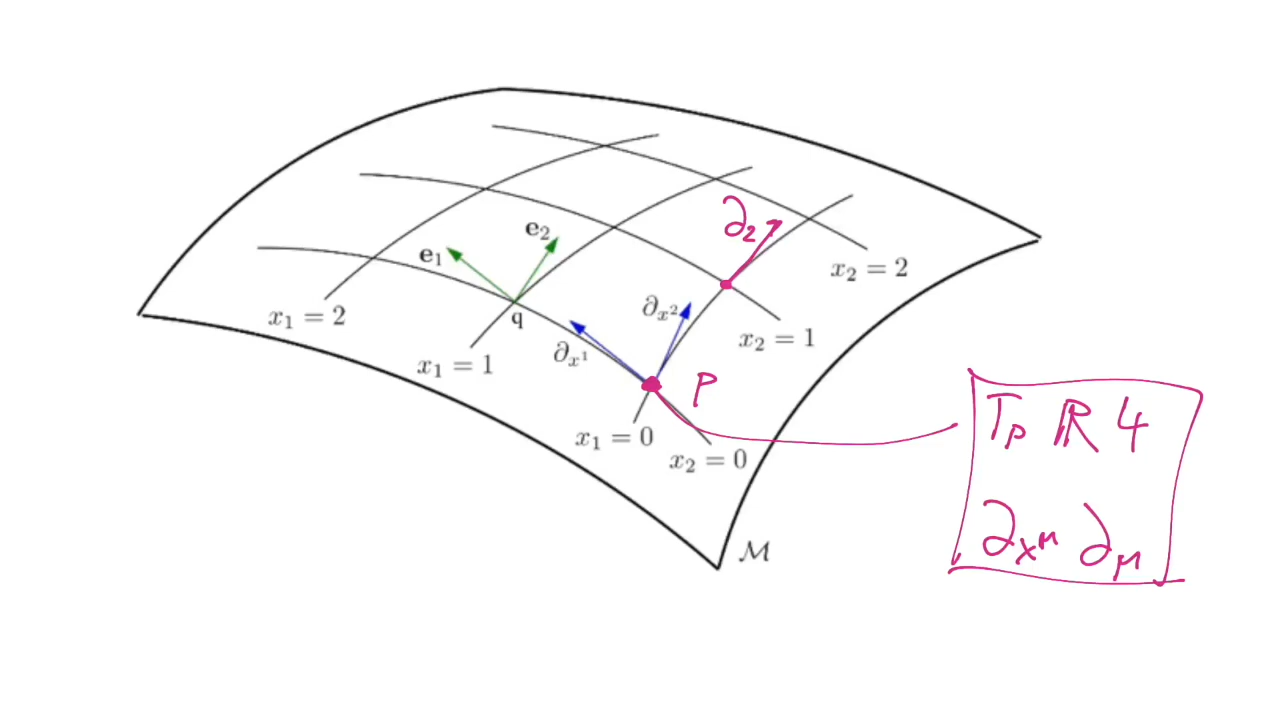 ∂₂
e₂
e₁
x₂ = 2
∂ₓ²
x₁ = 2
q
x₂ = 1
∂ₓ¹
x₁ = 1
P
Tₚ ℝ 4
x₁ = 0
x₂ = 0
∂ₓμ ∂μ
ℳ